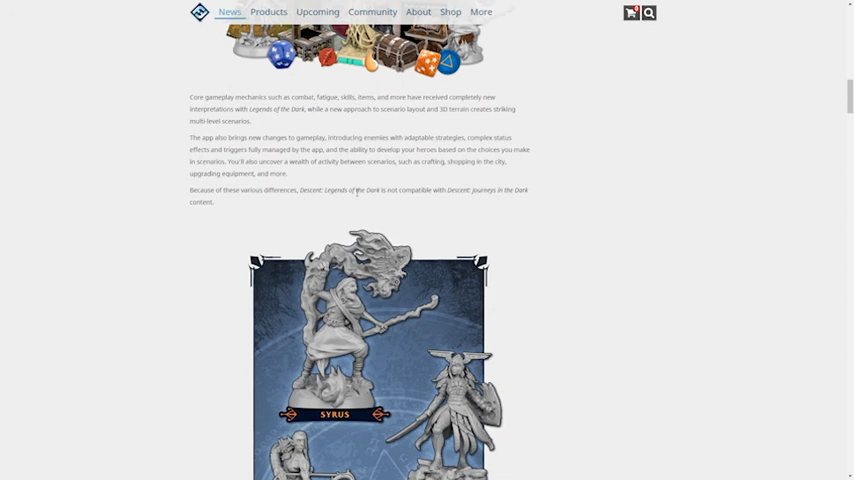 News Products Upcoming Community About Shop More
Core gameplay mechanics such as combat, fatigue, skills, items, and more have received completely new
interpretations with Legends of the Dark, while a new approach to scenario layout and 3D terrain creates striking
multi-level scenarios.
The app also brings new changes to gameplay, introducing enemies with adaptable strategies, complex status
effects and triggers fully managed by the app, and the ability to develop your heroes based on the choices you make
in scenarios. You'll also uncover a wealth of activity between scenarios, such as crafting, shopping in the city,
upgrading equipment, and more.
Because of these various differences, Descent: Legends of the Dark is not compatible with Descent: Journeys in the Dark
content.
SYRUS